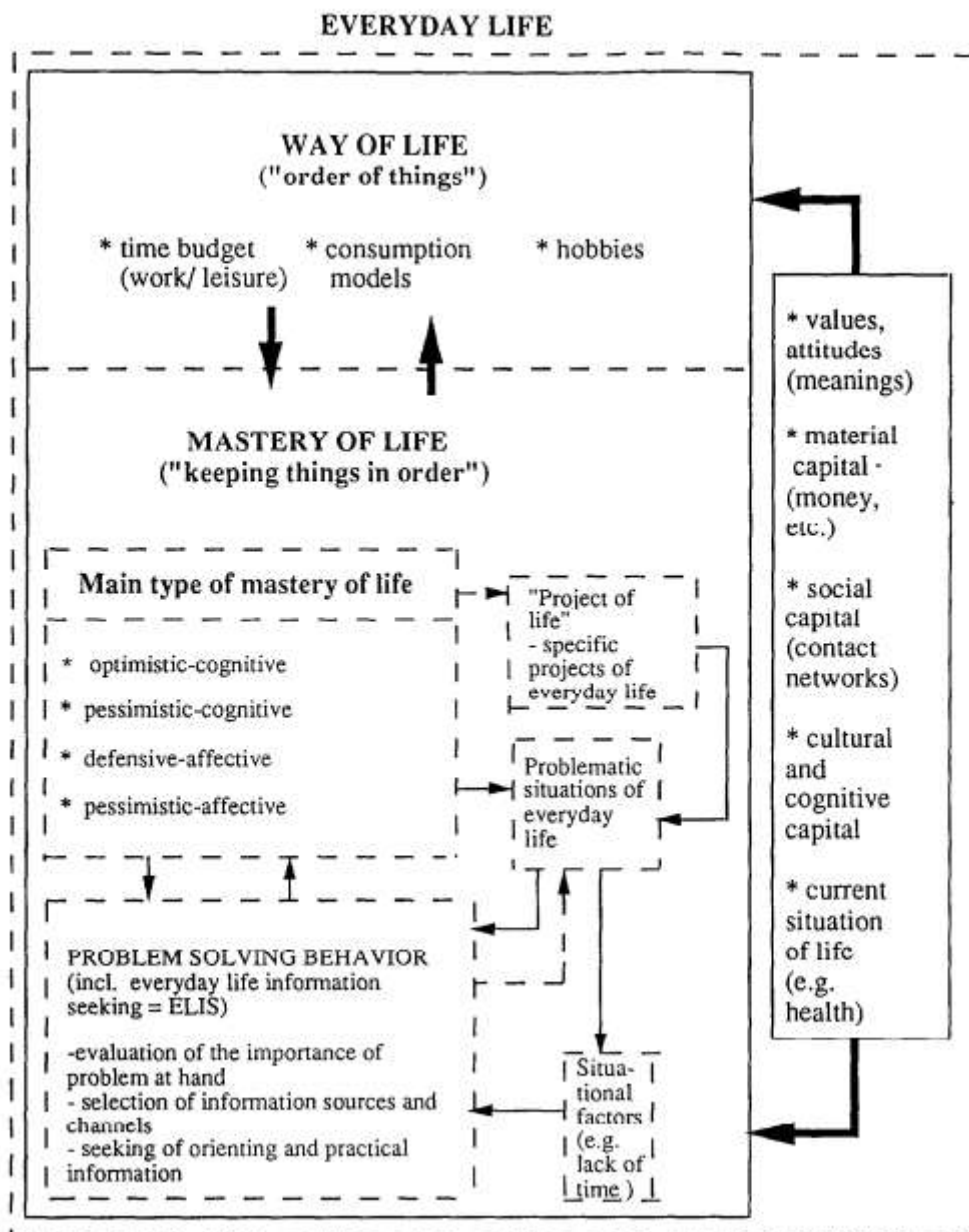 EVERYDAY LIFE
WAY OF LIFE
("order of things")
* time budget
(work/ leisure)
* consumption
models
* hobbies
MASTERY OF LIFE
("keeping things in order")
Main type of mastery of life
* optimistic-cognitive
* pessimistic-cognitive
* defensive-affective
* pessimistic-affective
"Project of
life"
- specific
projects of
everyday life
Problematic
situations of
everyday
life
PROBLEM SOLVING BEHAVIOR
(incl. everyday life information
seeking = ELIS)
-evaluation of the importance of
problem at hand
- selection of information sources and
channels
- seeking of orienting and practical
information
Situa-
tional
factors
(e.g.
lack of
time )
* values,
attitudes
(meanings)
* material
capital -
(money,
etc.)
* social
capital
(contact
networks)
* cultural
and
cognitive
capital
* current
situation
of life
(e.g.
health)